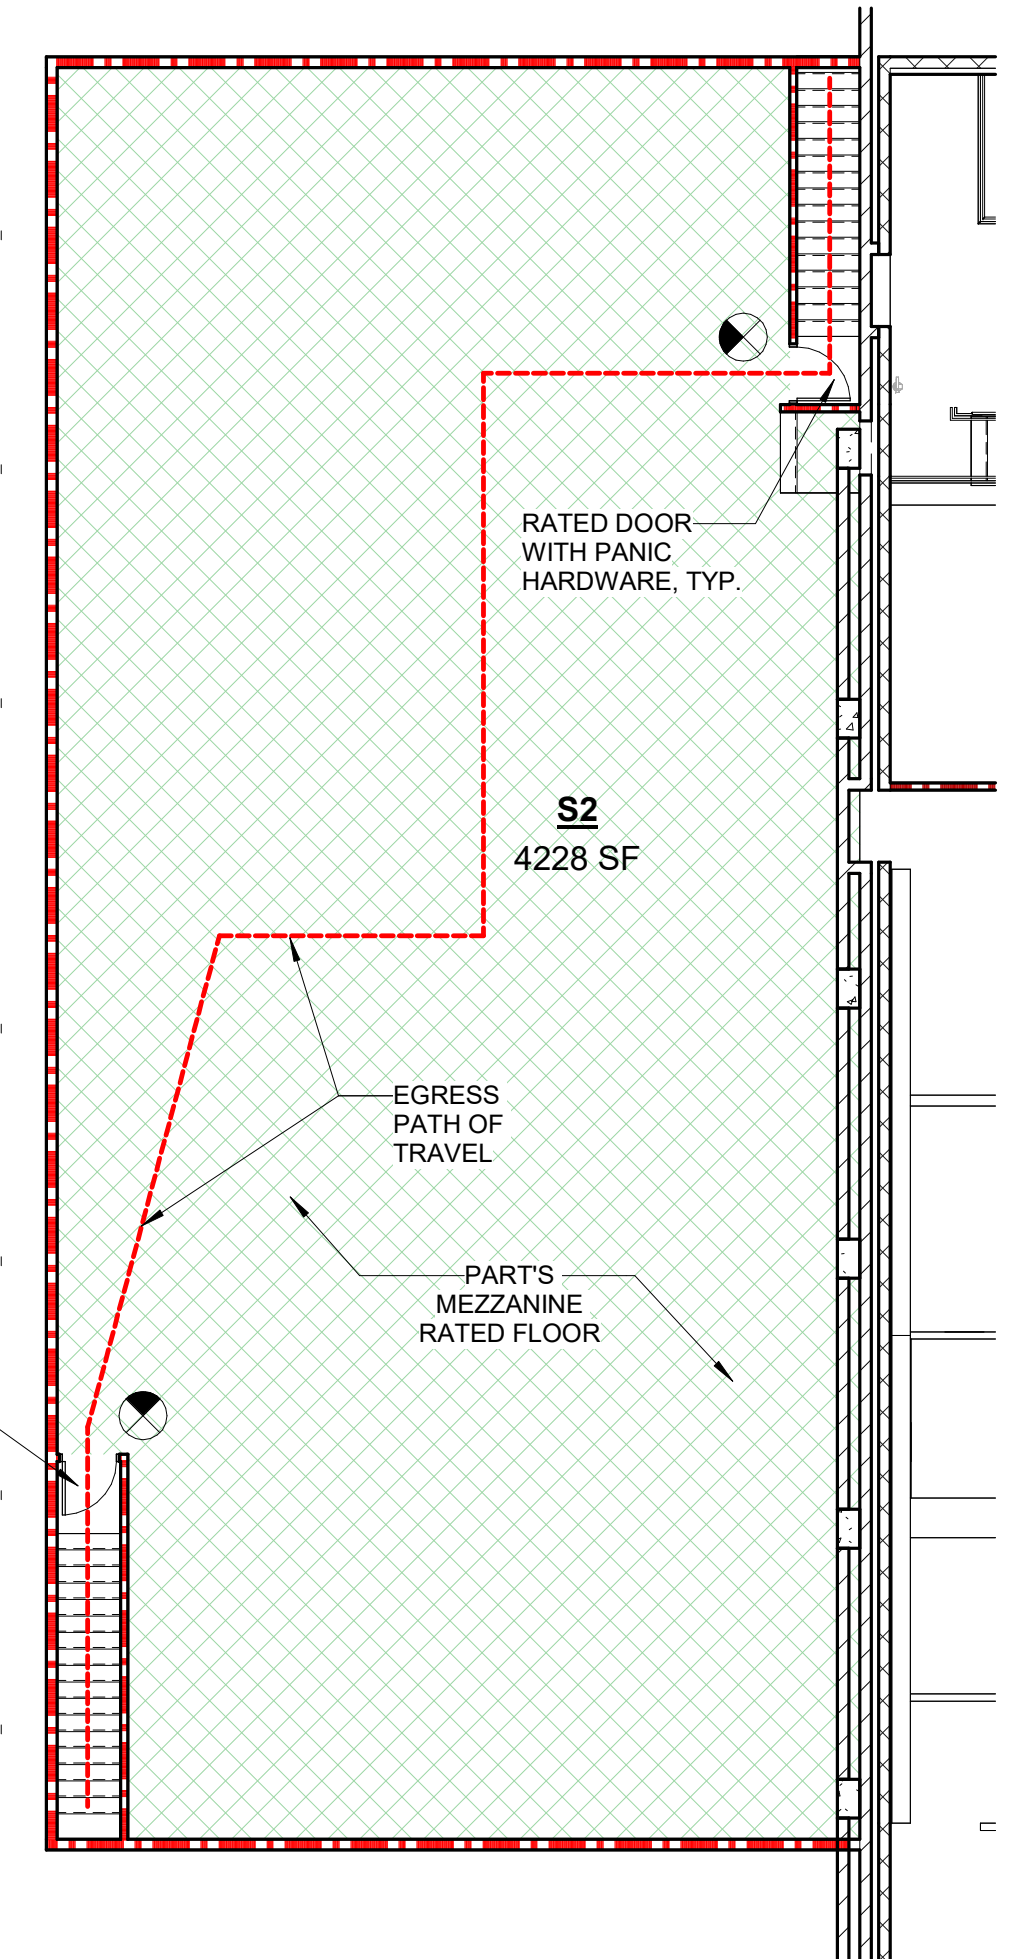 RATED DOOR
WITH PANIC
HARDWARE, TYP.
S2
4228 SF
EGRESS
PATH OF
TRAVEL
PART'S
MEZZANINE
RATED FLOOR